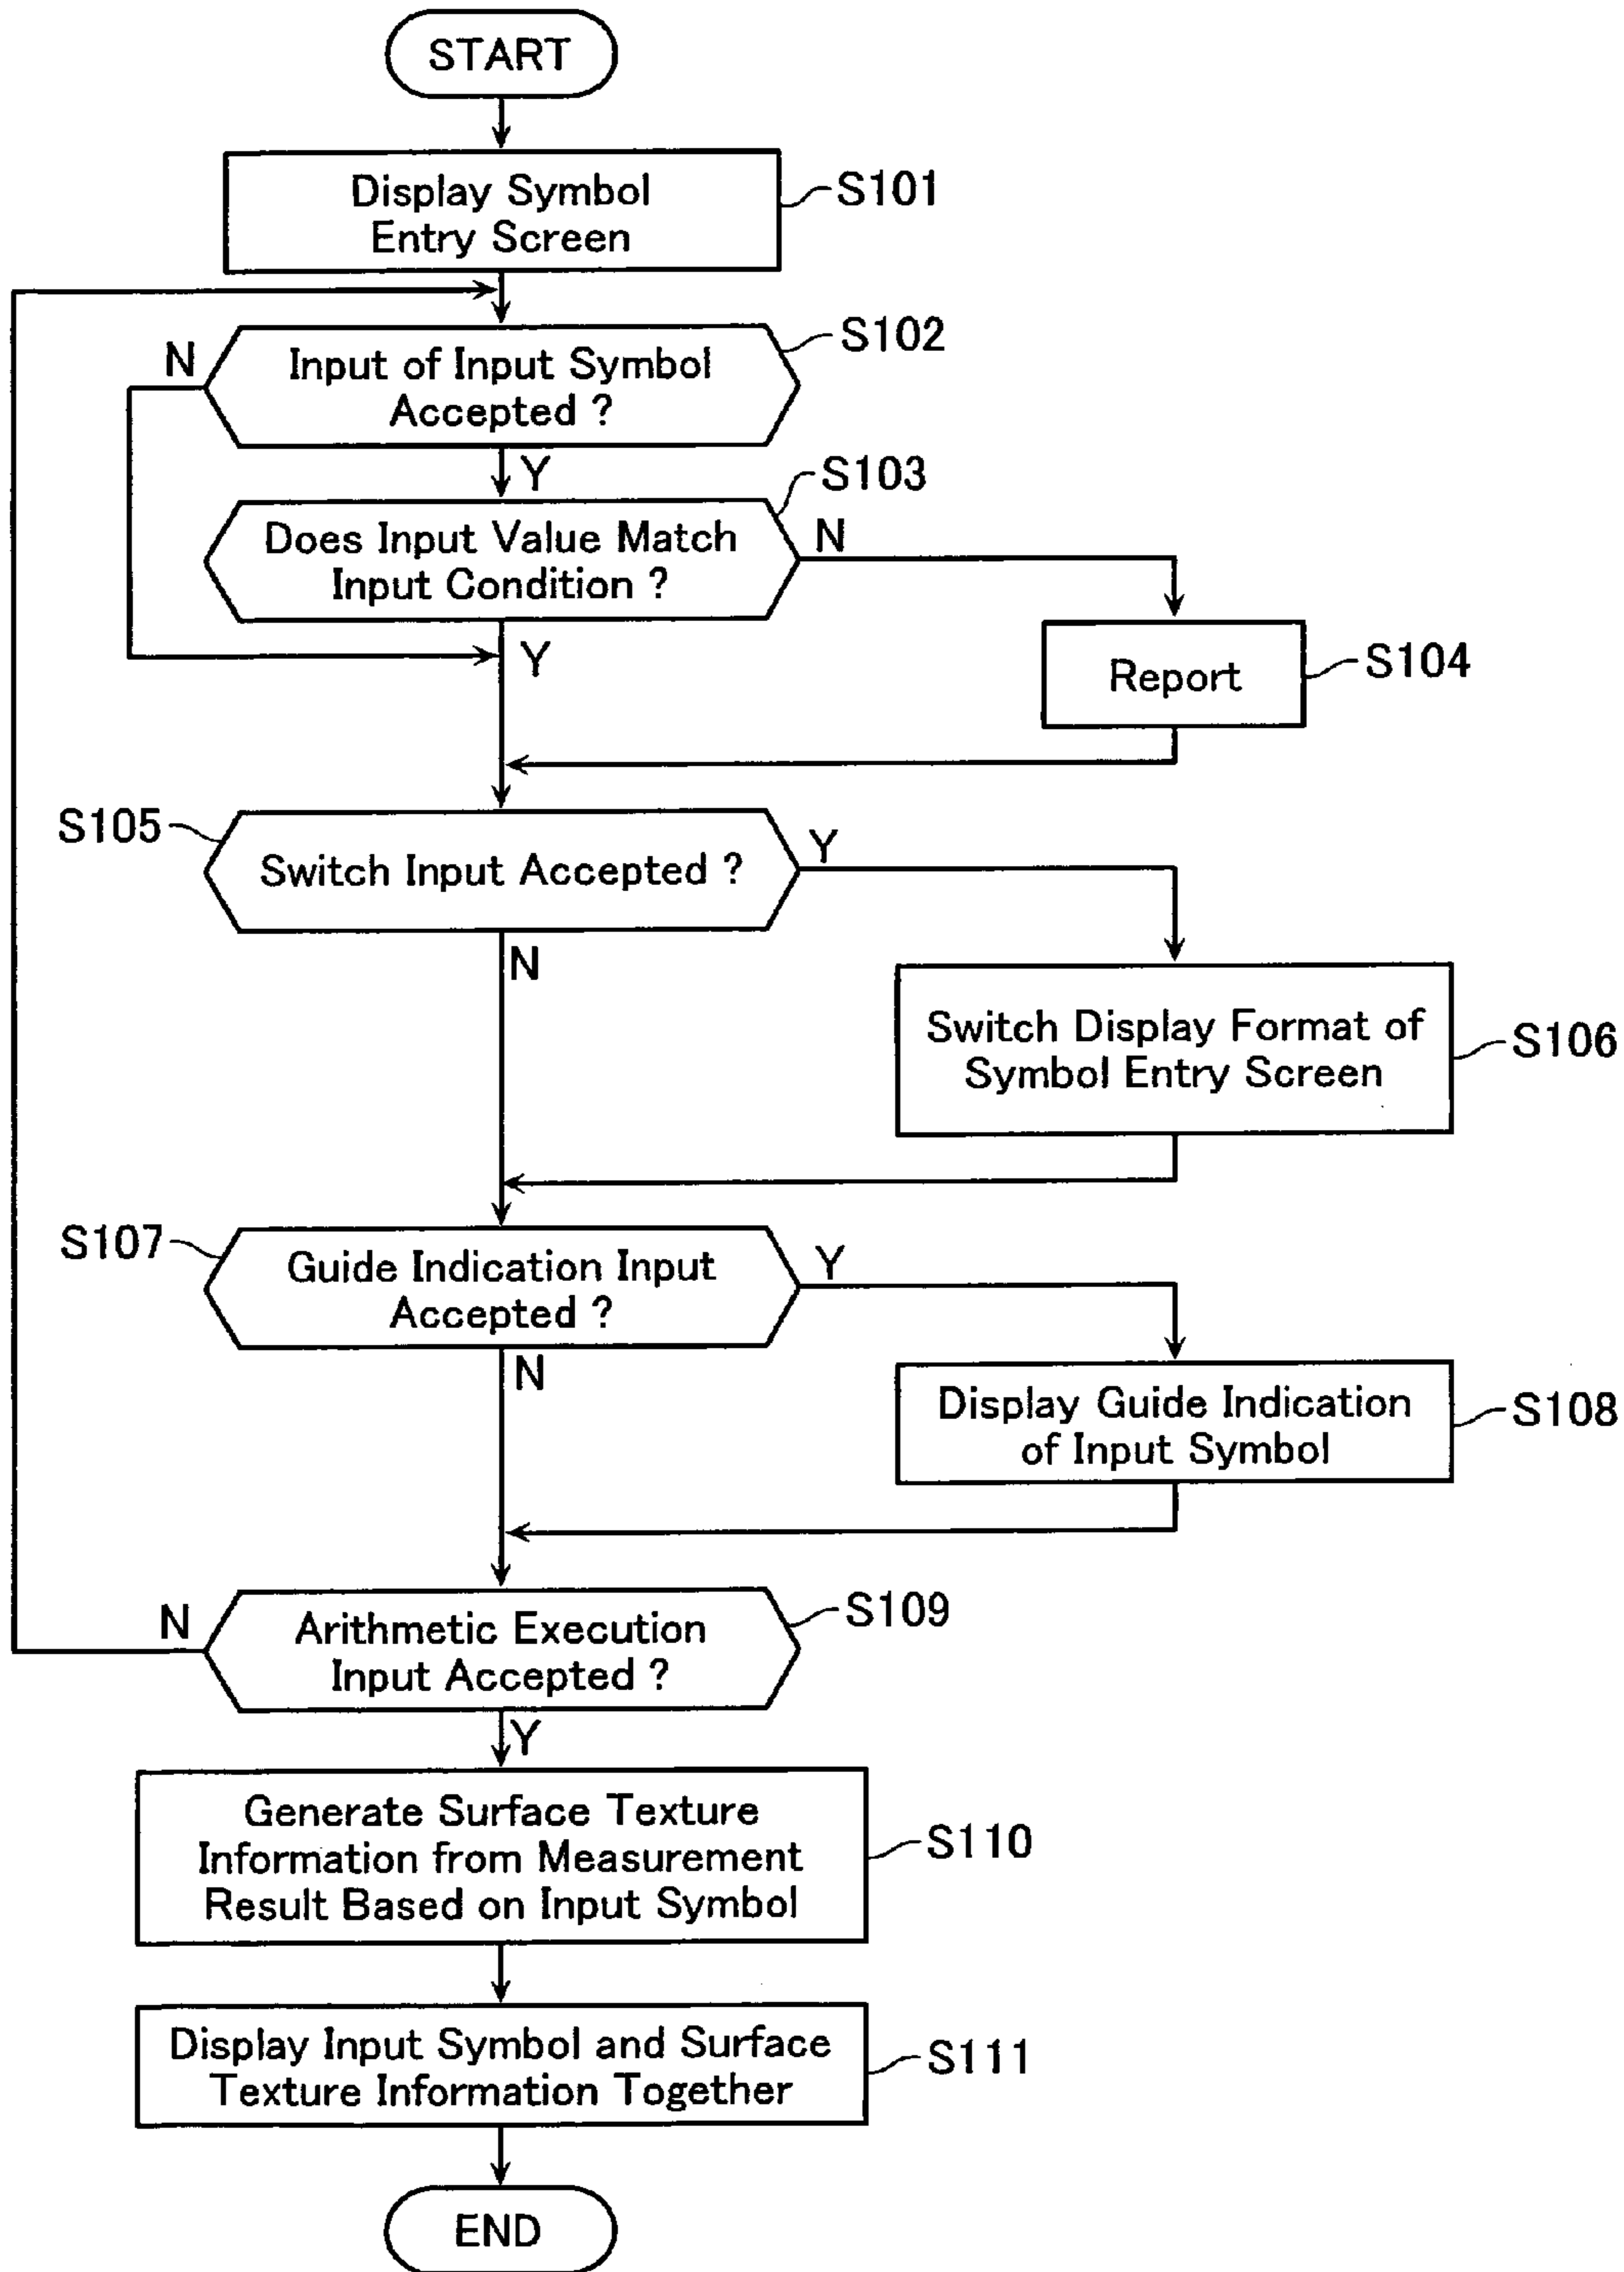 START
Display Symbol
Entry Screen
S101
Input of Input Symbol
Accepted ?
S102
N
Y
Does Input Value Match
Input Condition ?
S103
N
Y
Report
S104
S105
Switch Input Accepted ?
Y
N
Switch Display Format of
Symbol Entry Screen
S106
S107
Guide Indication Input
Accepted ?
Y
N
Display Guide Indication
of Input Symbol
S108
Arithmetic Execution
Input Accepted ?
S109
N
Y
Generate Surface Texture
Information from Measurement
Result Based on Input Symbol
S110
Display Input Symbol and Surface
Texture Information Together
S111
END